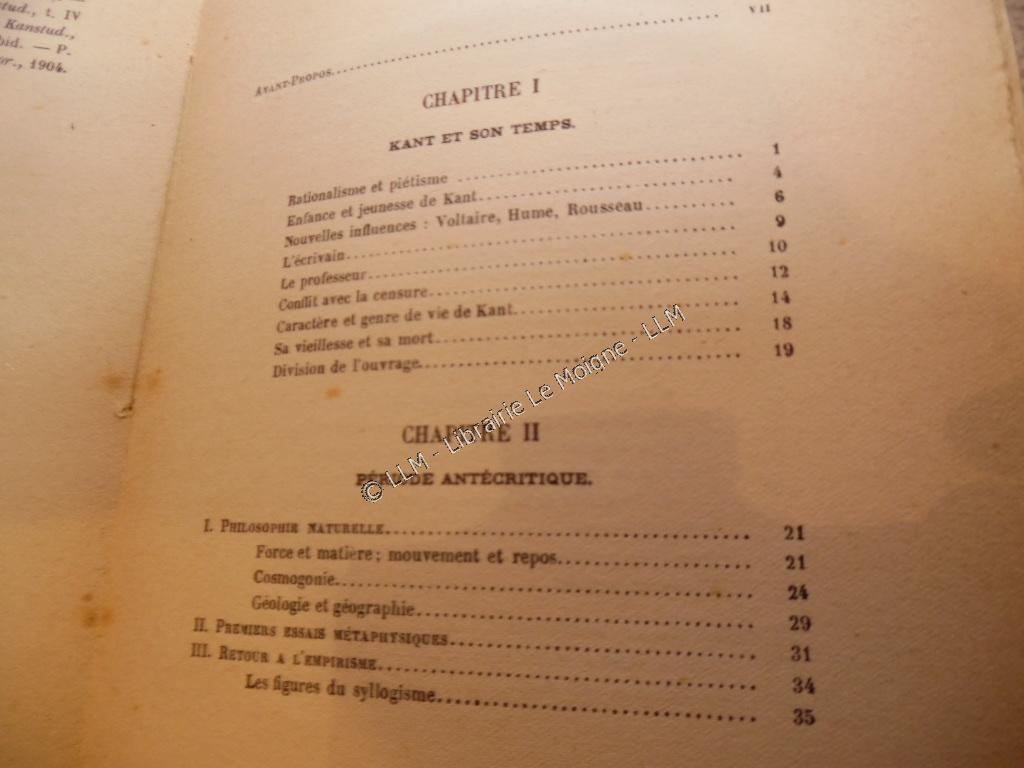 tud., t. IV
Kanstud.,
bid. — P.
or., 1904.
Avant-Propos.............................................. VII
CHAPITRE I
KANT ET SON TEMPS.
Rationalisme et piétisme .............................. 1
Enfance et jeunesse de Kant.............................. 4
Nouvelles influences : Voltaire, Hume, Rousseau.......... 6
L'écrivain.............................................. 9
Le professeur.............................................. 10
Conflit avec la censure.............................. 12
Caractère et genre de vie de Kant.............................. 14
Sa vieillesse et sa mort.............................. 18
Division de l'ouvrage.............................. 19
CHAPITRE II
PÉRIODE ANTÉCRITIQUE.
I. Philosophie naturelle.............................. 21
Force et matière ; mouvement et repos.................... 21
Cosmogonie.............................................. 24
Géologie et géographie.............................. 29
II. Premiers essais métaphysiques.............................. 31
III. Retour a l'empirisme.............................. 34
Les figures du syllogisme.............................. 35
© LLM - Librairie Le Moigne - LLM